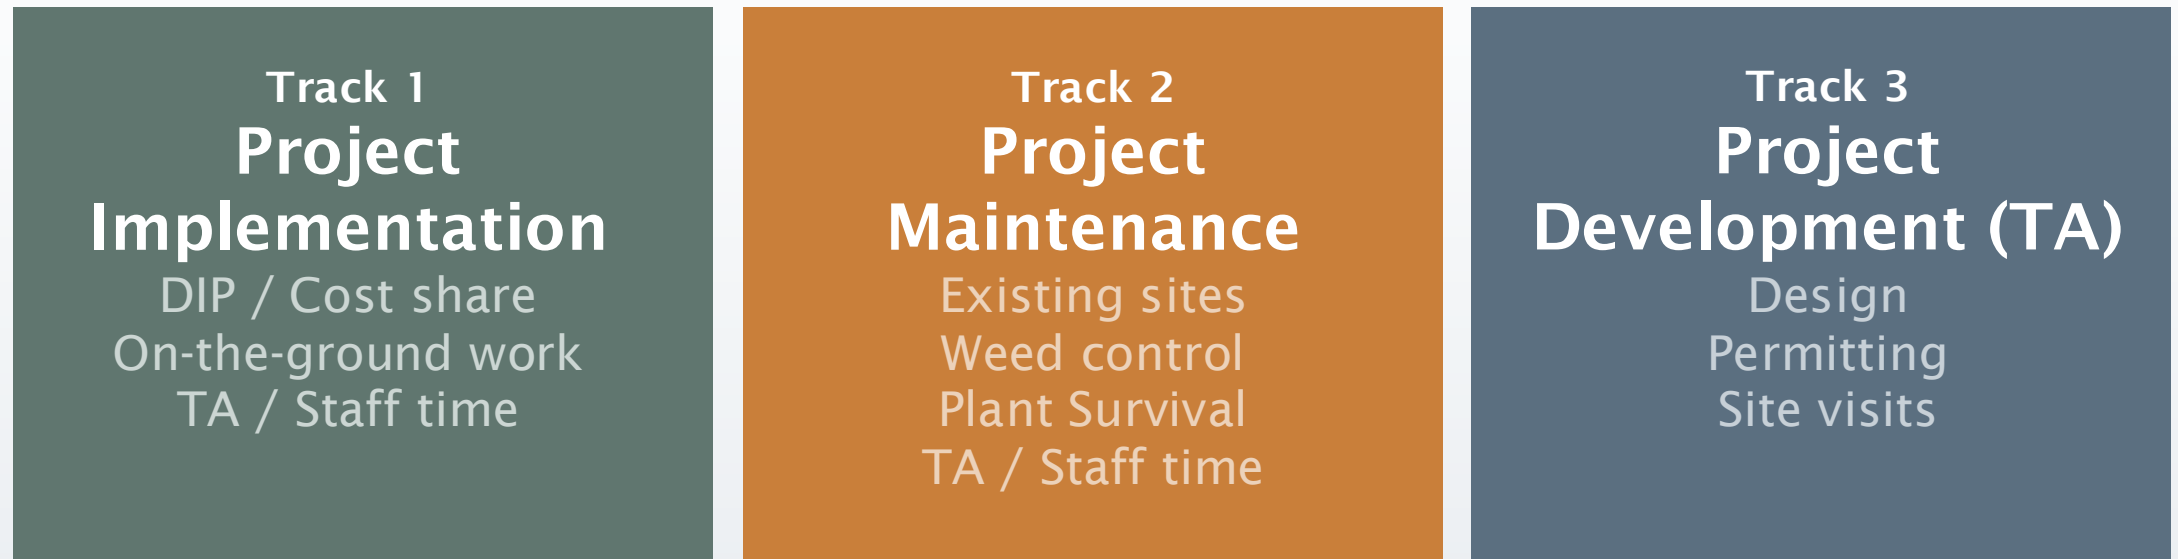 Track 1
Project
Implementation
DIP / Cost share
On-the-ground work
TA / Staff time
Track 2
Project
Maintenance
Existing sites
Weed control
Plant Survival
TA / Staff time
Track 3
Project
Development (TA)
Design
Permitting
Site visits